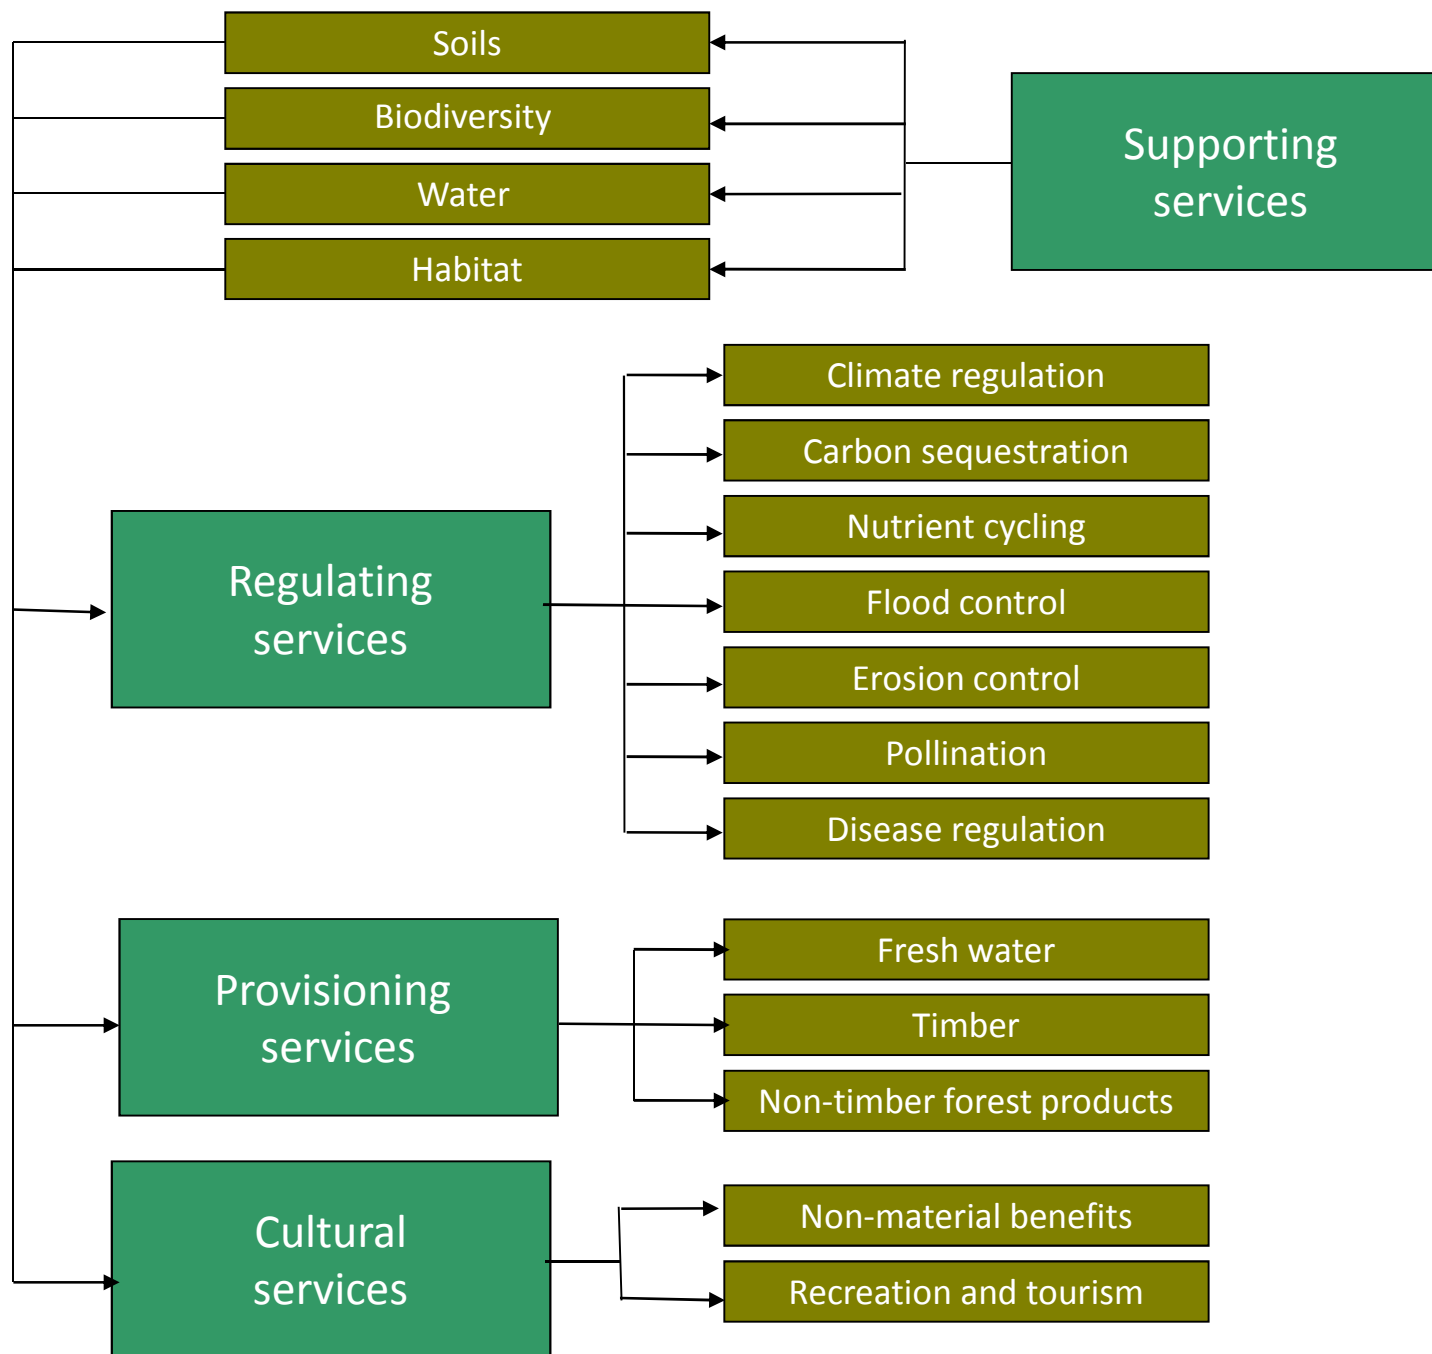 Soils
Biodiversity
Water
Habitat
Supporting
services
Climate regulation
Carbon sequestration
Nutrient cycling
Regulating
services
Flood control
Erosion control
Pollination
Disease regulation
Provisioning
services
Fresh water
Timber
Non-timber forest products
Cultural
services
Non-material benefits
Recreation and tourism